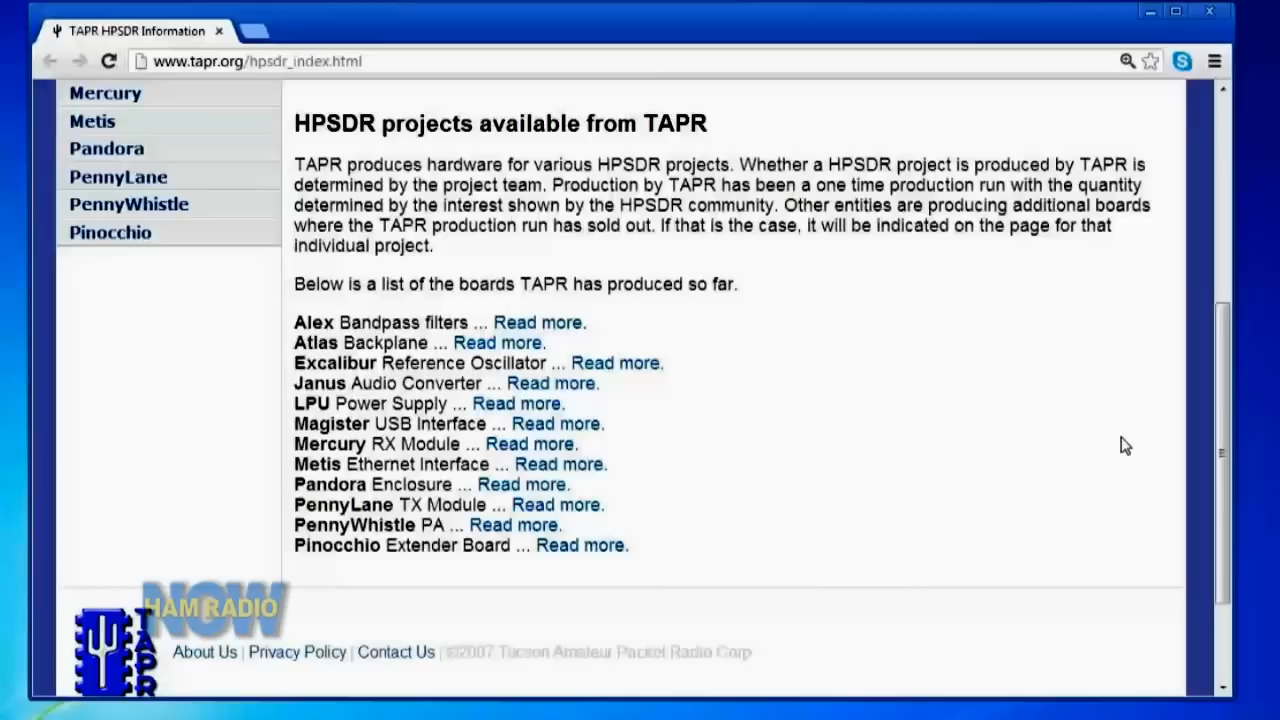 TAPR HPSDR Information
www.tapr.org/hpsdr_index.html
Mercury
Metis
Pandora
PennyLane
PennyWhistle
Pinocchio
HPSDR projects available from TAPR
TAPR produces hardware for various HPSDR projects. Whether a HPSDR project is produced by TAPR is
determined by the project team. Production by TAPR has been a one time production run with the quantity
determined by the interest shown by the HPSDR community. Other entities are producing additional boards
where the TAPR production run has sold out. If that is the case, it will be indicated on the page for that
individual project.
Below is a list of the boards TAPR has produced so far.
Alex Bandpass filters ... Read more.
Atlas Backplane ... Read more.
Excalibur Reference Oscillator ... Read more.
Janus Audio Converter ... Read more.
LPU Power Supply ... Read more.
Magister USB Interface ... Read more.
Mercury RX Module ... Read more.
Metis Ethernet Interface ... Read more.
Pandora Enclosure ... Read more.
PennyLane TX Module ... Read more.
PennyWhistle PA ... Read more.
Pinocchio Extender Board ... Read more.
HAM RADIO
NOW
TAPR
About Us | Privacy Policy | Contact Us | ©2007 Tucson Amateur Packet Radio Corp